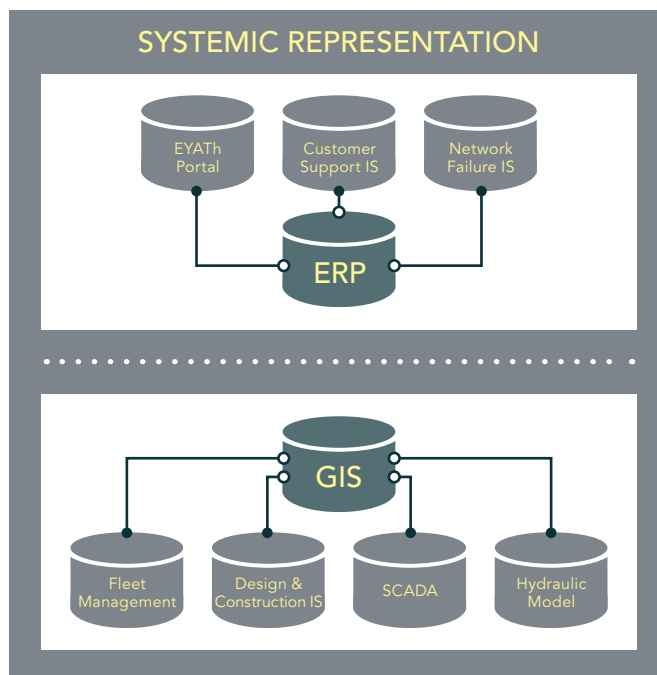 SYSTEMIC REPRESENTATION
EYATh
Portal
Customer
Support IS
Network
Failure IS
ERP
GIS
Fleet
Management
Design &
Construction IS
SCADA
Hydraulic
Model